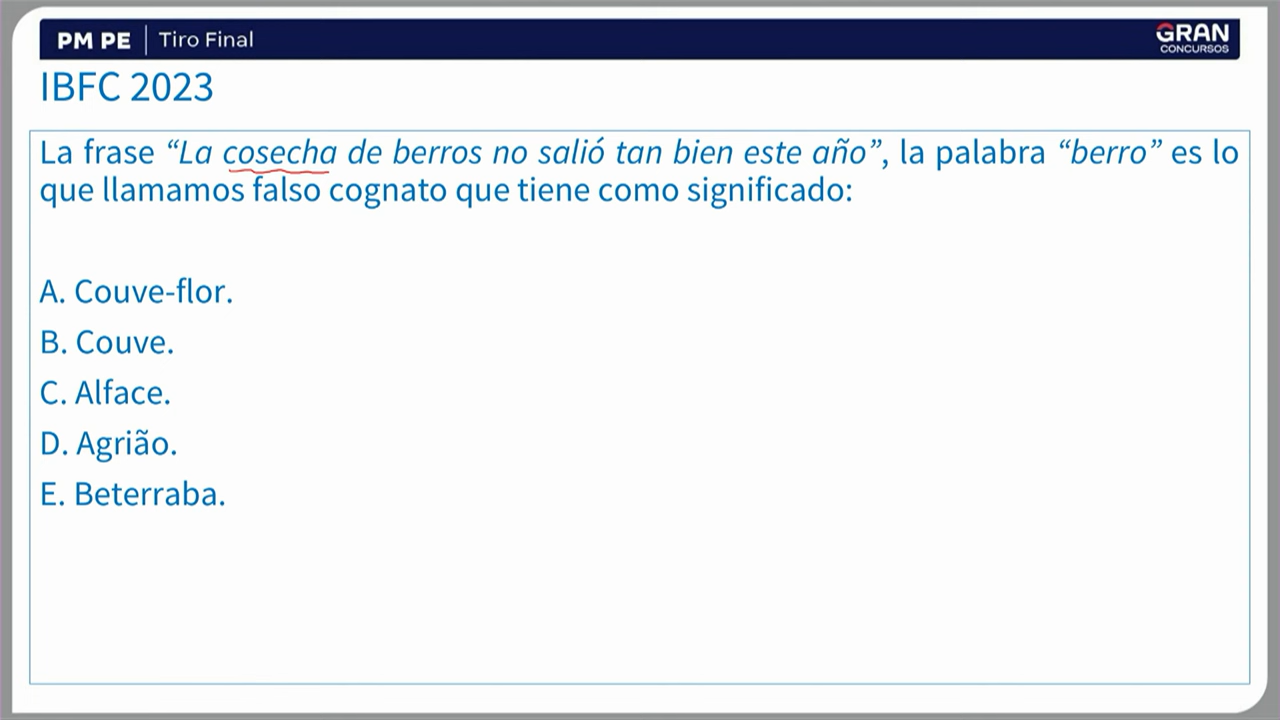 PM PE | Tiro Final
GRAN
CONCURSOS
IBFC 2023
La frase “La cosecha de berros no salió tan bien este año”, la palabra “berro” es lo
que llamamos falso cognato que tiene como significado:
A. Couve-flor.
B. Couve.
C. Alface.
D. Agrião.
E. Beterraba.